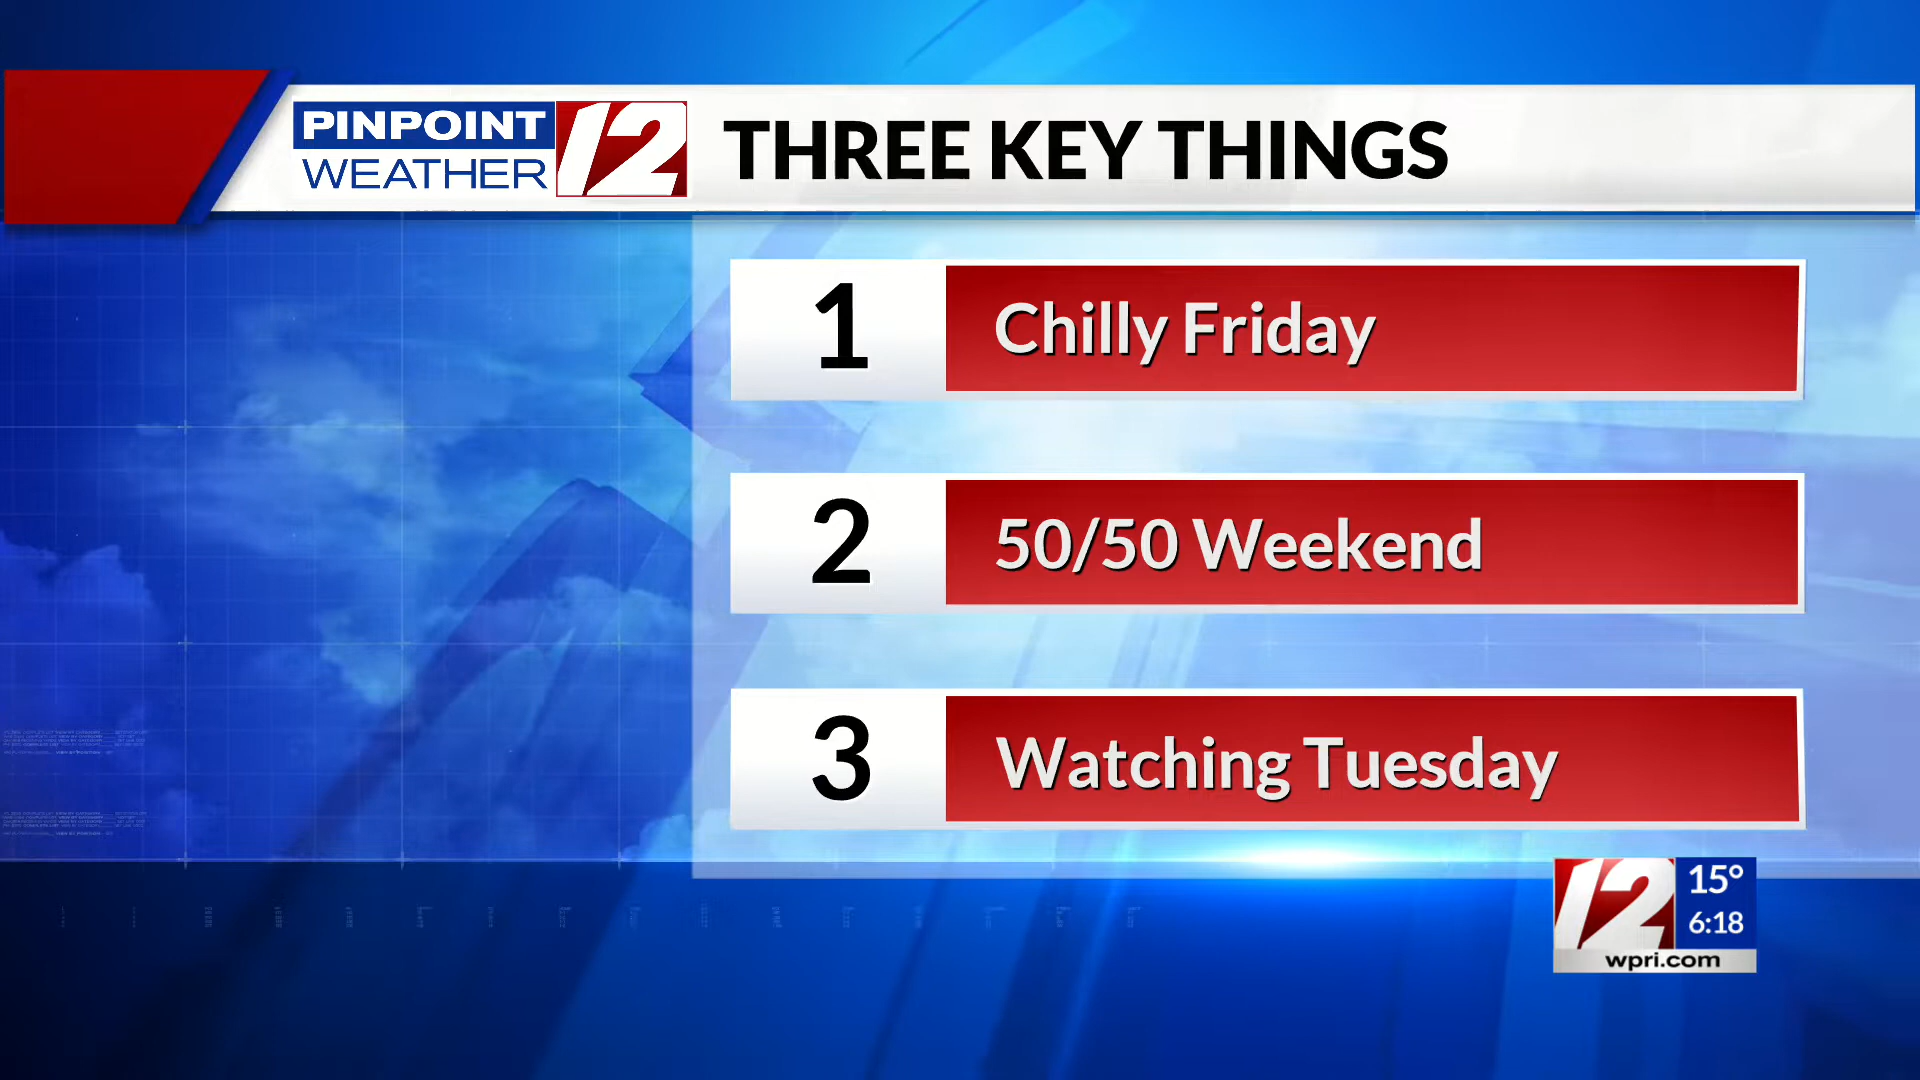 PINPOINT
WEATHER
12
THREE KEY THINGS
1
Chilly Friday
2
50/50 Weekend
3
Watching Tuesday
12
15°
6:18
wpri.com